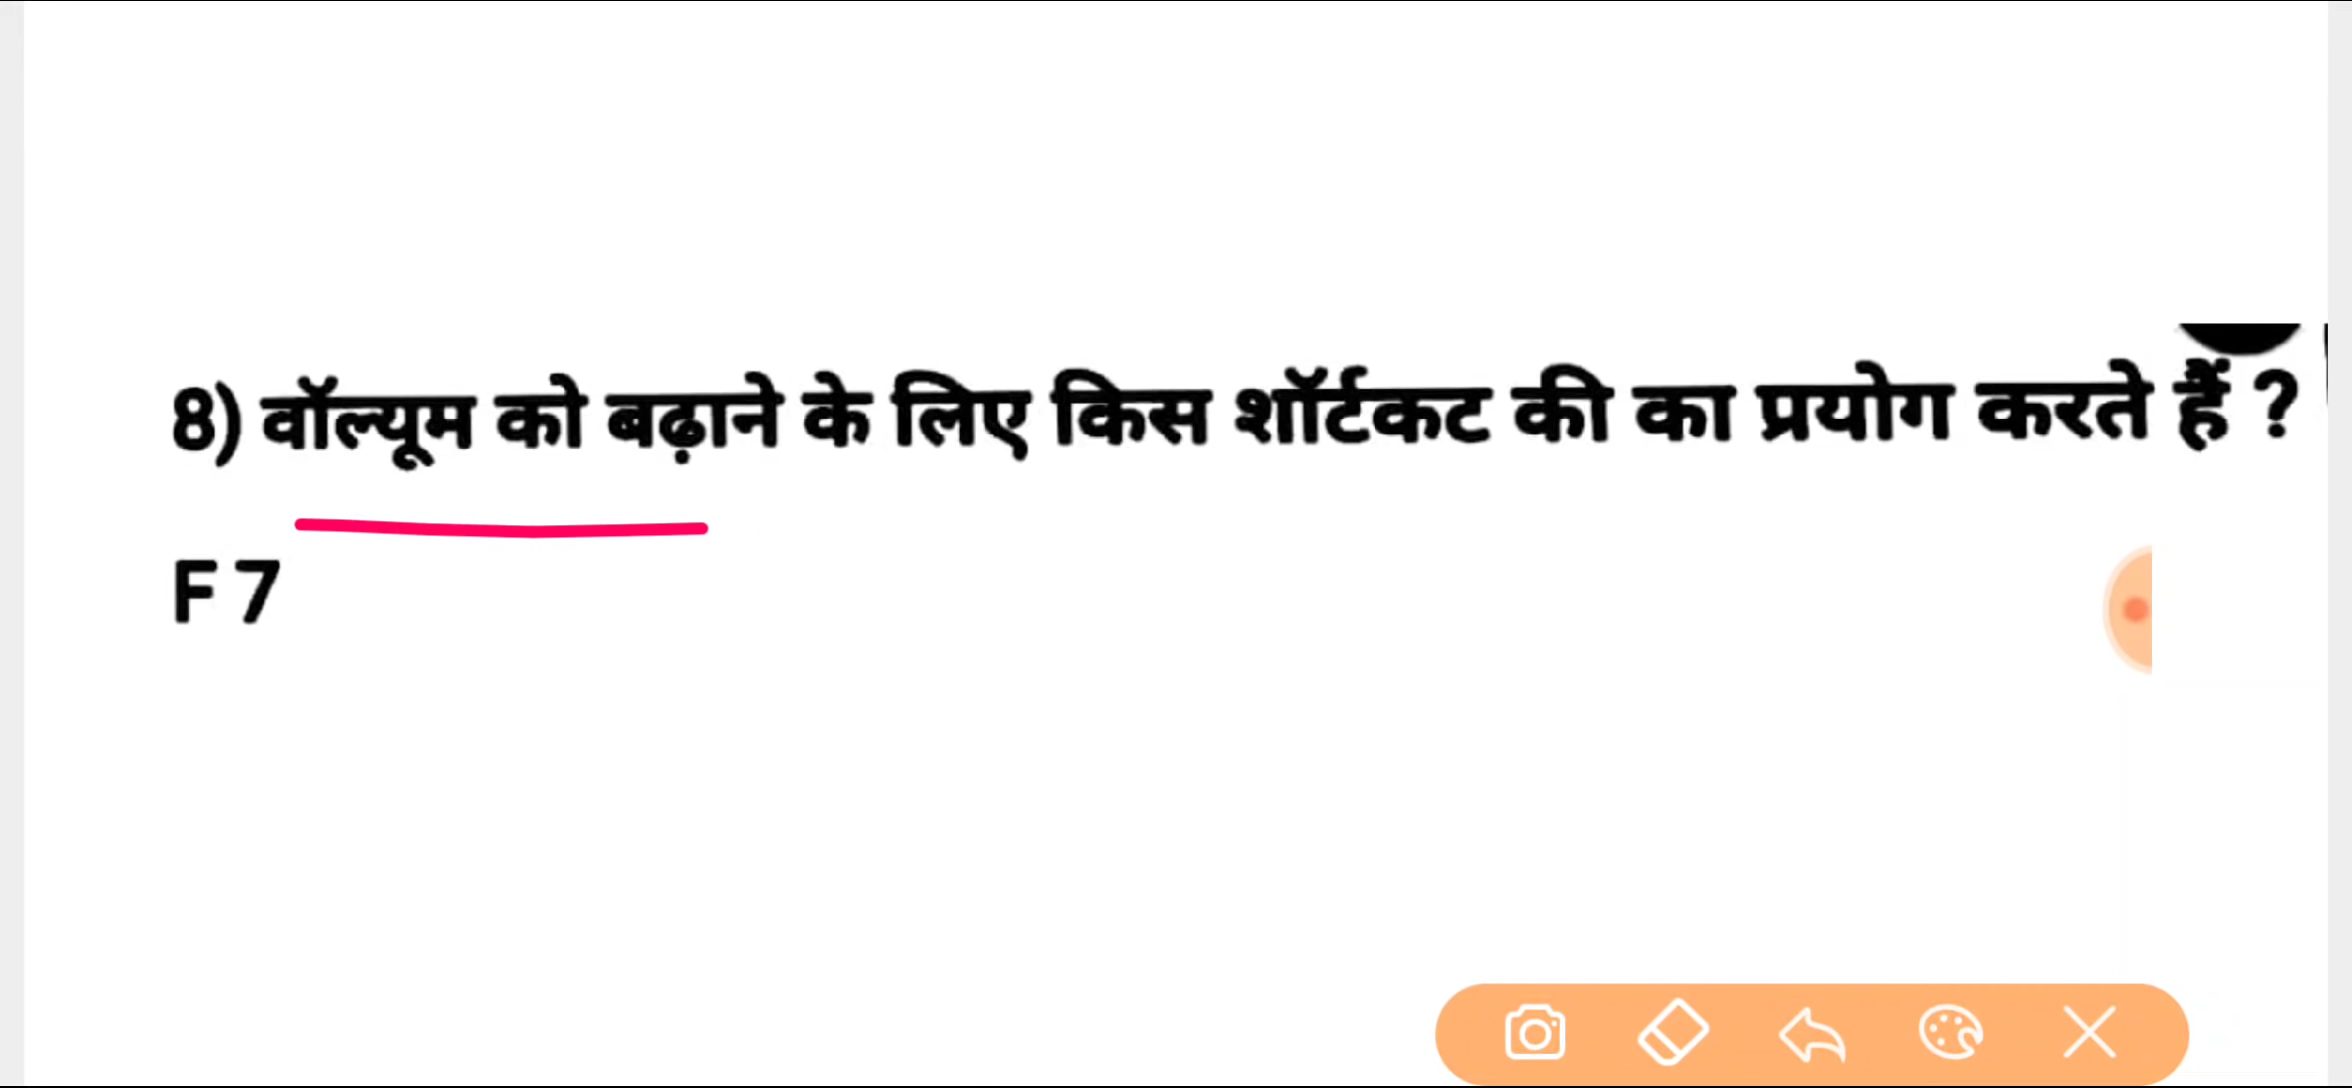 8) वॉल्यूम को बढ़ाने के लिए किस शॉर्टकट की का प्रयोग करते हैं ?
F 7